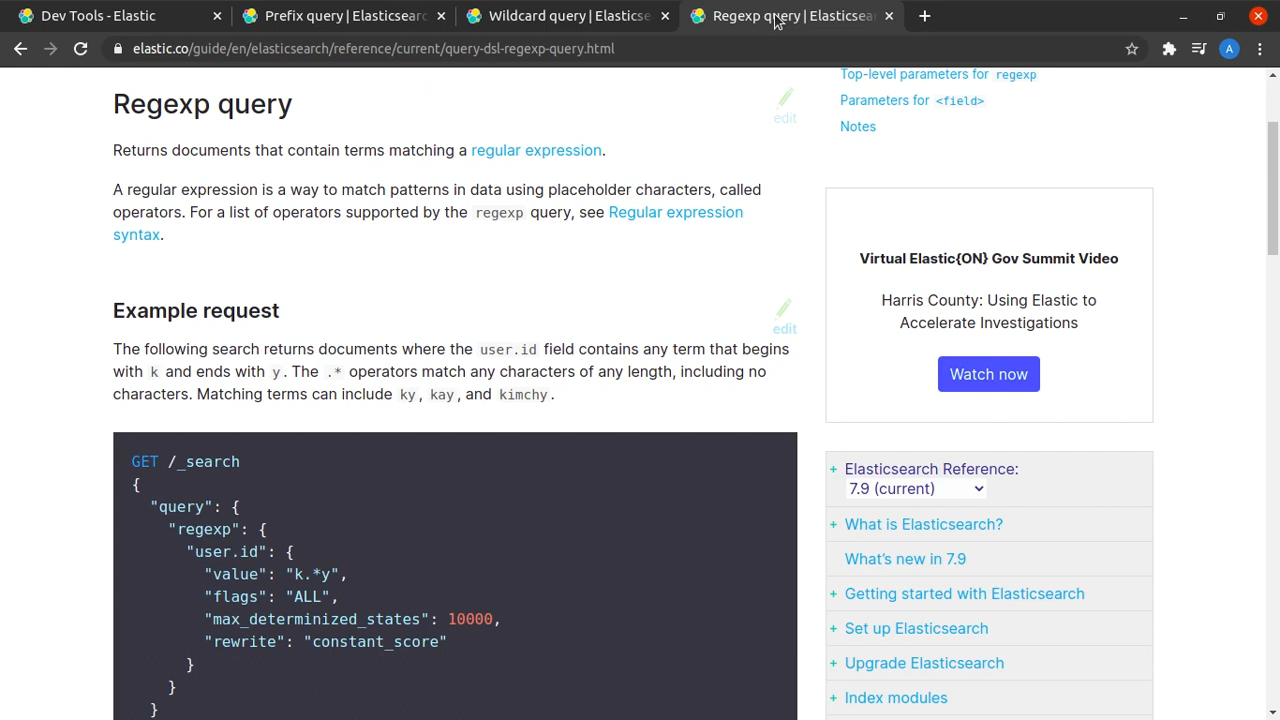 Dev Tools - Elastic
Prefix query | Elasticsearc
Wildcard query | Elasticse
Regexp query | Elasticsear
elastic.co/guide/en/elasticsearch/reference/current/query-dsl-regexp-query.html
A
Top-level parameters for regexp
Parameters for <field>
Notes
Regexp query
edit
Returns documents that contain terms matching a regular expression.
A regular expression is a way to match patterns in data using placeholder characters, called
operators. For a list of operators supported by the regexp query, see Regular expression
syntax.
Virtual Elastic{ON} Gov Summit Video
Harris County: Using Elastic to
Accelerate Investigations
Watch now
Example request
edit
The following search returns documents where the user.id field contains any term that begins
with k and ends with y. The .* operators match any characters of any length, including no
characters. Matching terms can include ky, kay, and kimchy.
GET /_search
{
"query": {
"regexp": {
"user.id": {
"value": "k.*y",
"flags": "ALL",
"max_determinized_states": 10000,
"rewrite": "constant_score"
}
}
}
+ Elasticsearch Reference:
7.9 (current)
+ What is Elasticsearch?
What's new in 7.9
+ Getting started with Elasticsearch
+ Set up Elasticsearch
+ Upgrade Elasticsearch
+ Index modules